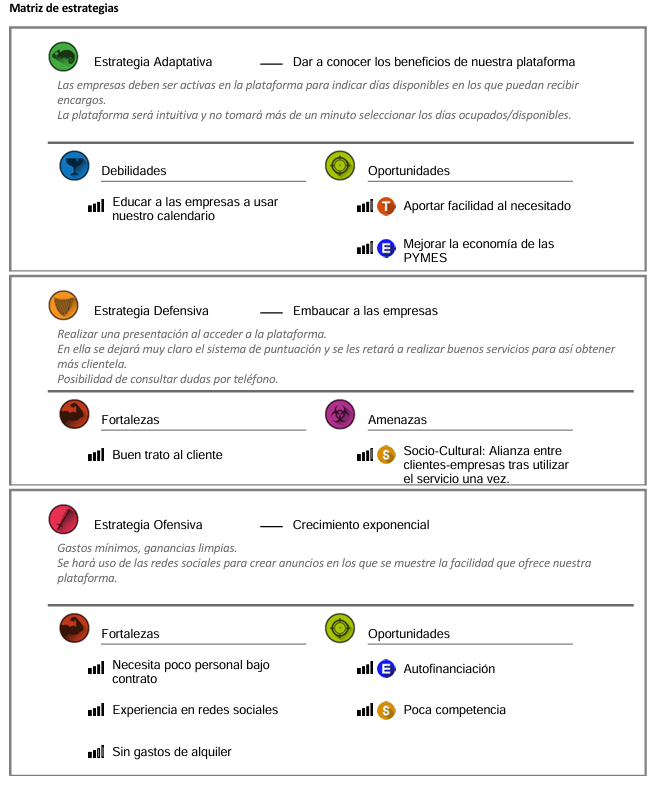 Matriz de estrategias
Estrategia Adaptativa — Dar a conocer los beneficios de nuestra plataforma
Las empresas deben ser activas en la plataforma para indicar días disponibles en los que puedan recibir
encargos.
La plataforma será intuitiva y no tomará más de un minuto seleccionar los días ocupados/disponibles.
Debilidades
Educar a las empresas a usar
nuestro calendario
Oportunidades
T Aportar facilidad al necesitado
E Mejorar la economía de las
PYMES
Estrategia Defensiva — Embaucar a las empresas
Realizar una presentación al acceder a la plataforma.
En ella se dejará muy claro el sistema de puntuación y se les retará a realizar buenos servicios para así obtener
más clientela.
Posibilidad de consultar dudas por teléfono.
Fortalezas
Buen trato al cliente
Amenazas
S Socio-Cultural: Alianza entre
clientes-empresas tras utilizar
el servicio una vez.
Estrategia Ofensiva — Crecimiento exponencial
Gastos mínimos, ganancias limpias.
Se hará uso de las redes sociales para crear anuncios en los que se muestre la facilidad que ofrece nuestra
plataforma.
Fortalezas
Necesita poco personal bajo
contrato
Experiencia en redes sociales
Sin gastos de alquiler
Oportunidades
E Autofinanciación
S Poca competencia